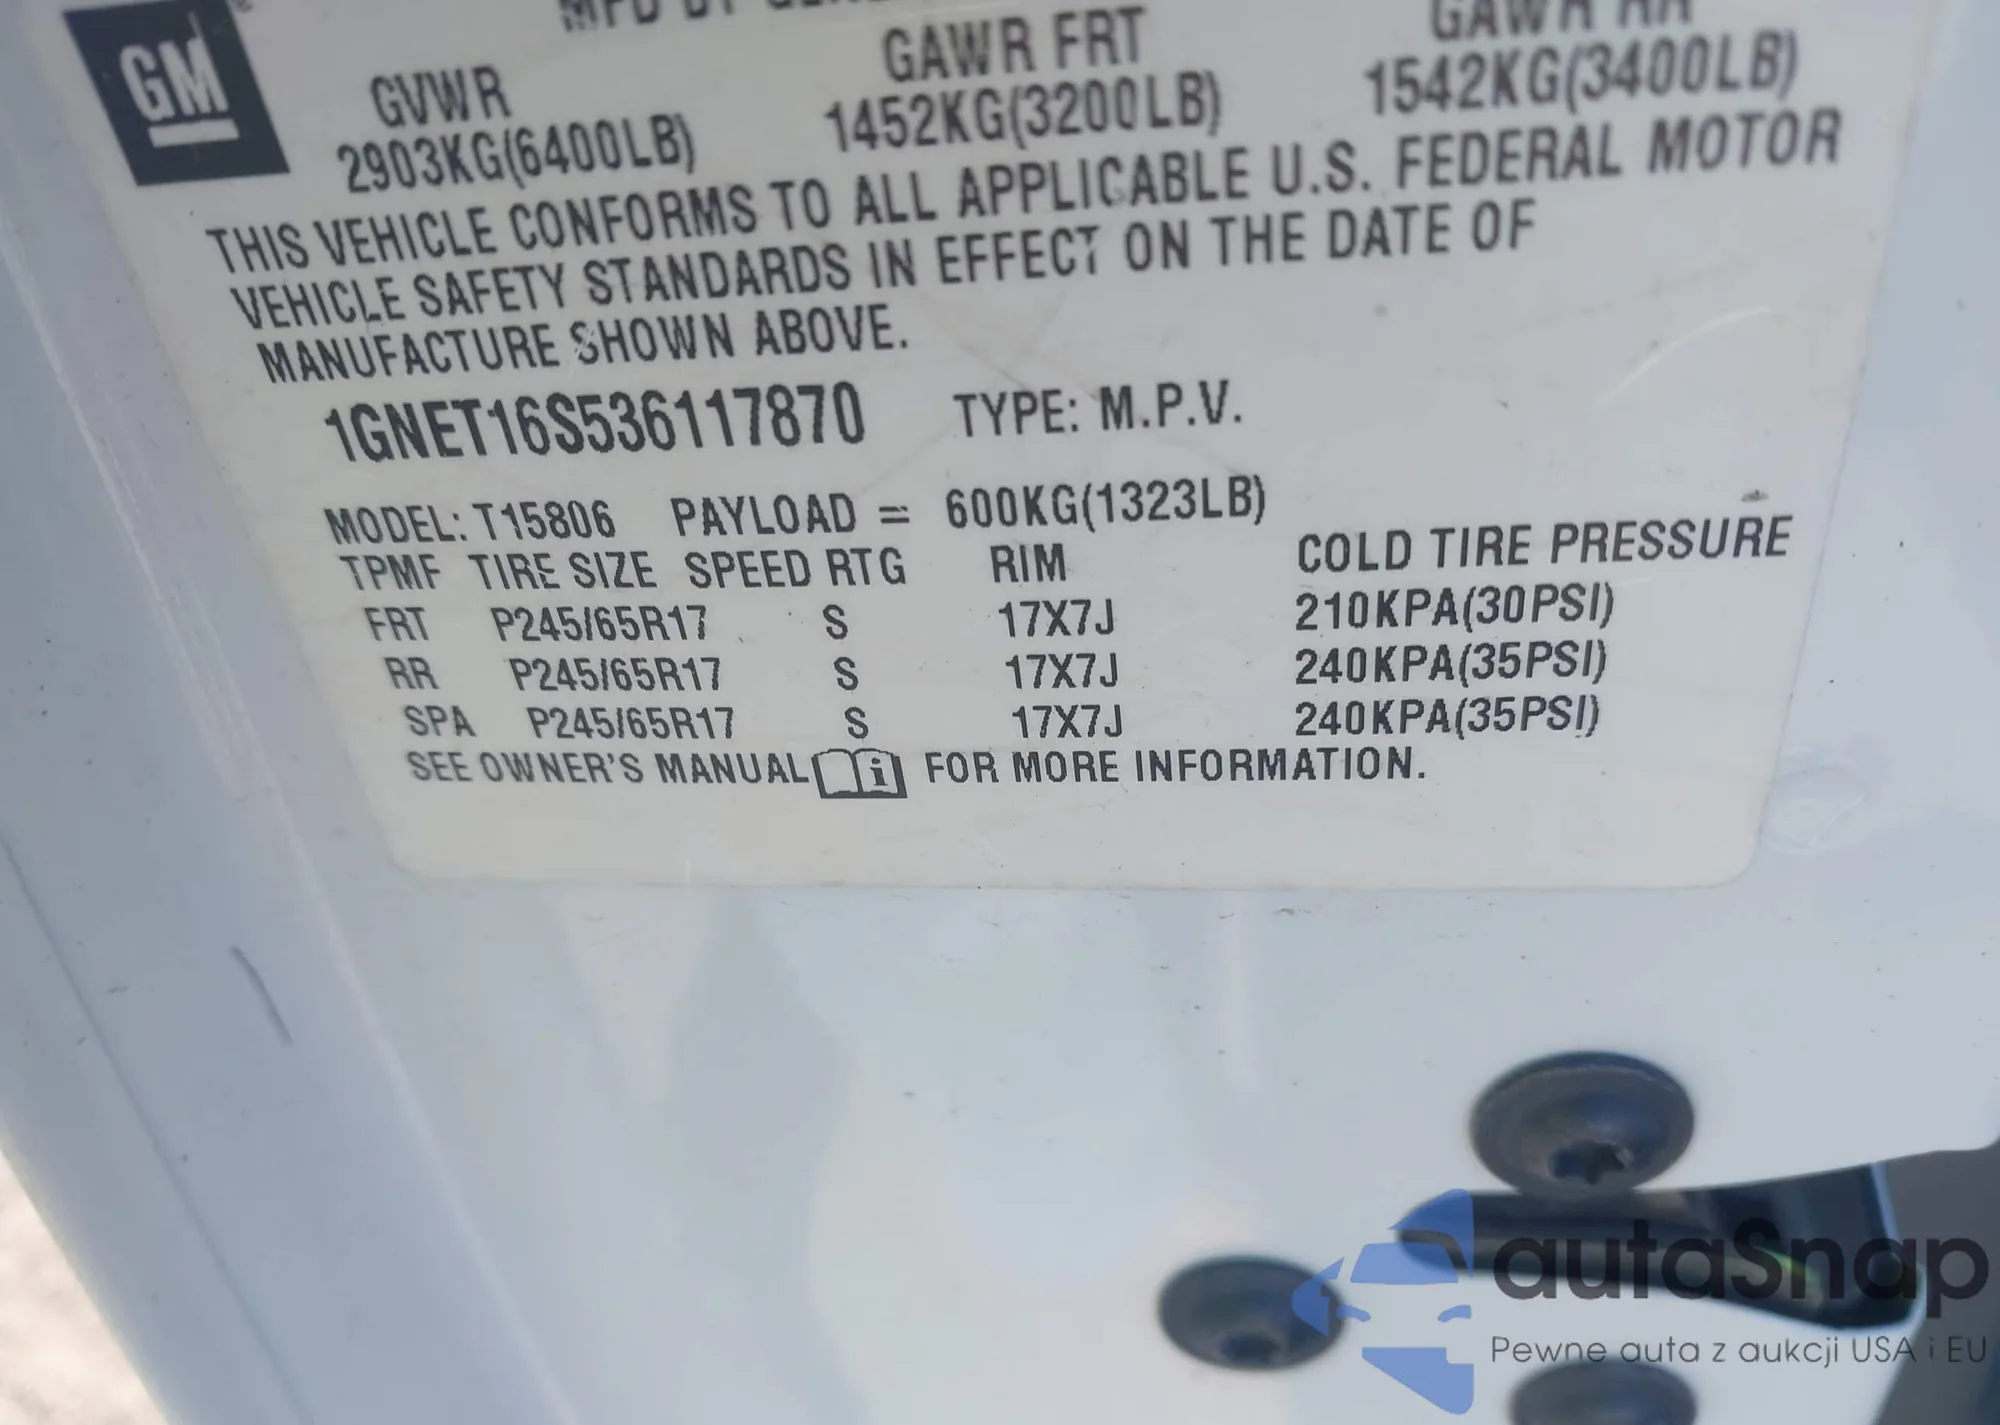 GM
GVWR GAWR FRT GAWR RR
2903KG(6400LB) 1452KG(3200LB) 1542KG(3400LB)
THIS VEHICLE CONFORMS TO ALL APPLICABLE U.S. FEDERAL MOTOR
VEHICLE SAFETY STANDARDS IN EFFECT ON THE DATE OF
MANUFACTURE SHOWN ABOVE.
1GNET16S536117870 TYPE: M.P.V.
MODEL: T15806 PAYLOAD = 600KG(1323LB)
TPMF TIRE SIZE SPEED RTG RIM COLD TIRE PRESSURE
FRT P245/65R17 S 17X7J 210KPA(30PSI)
RR P245/65R17 S 17X7J 240KPA(35PSI)
SPA P245/65R17 S 17X7J 240KPA(35PSI)
SEE OWNER'S MANUAL i FOR MORE INFORMATION.
autaSnap
Pewne auta z aukcji USA i EU